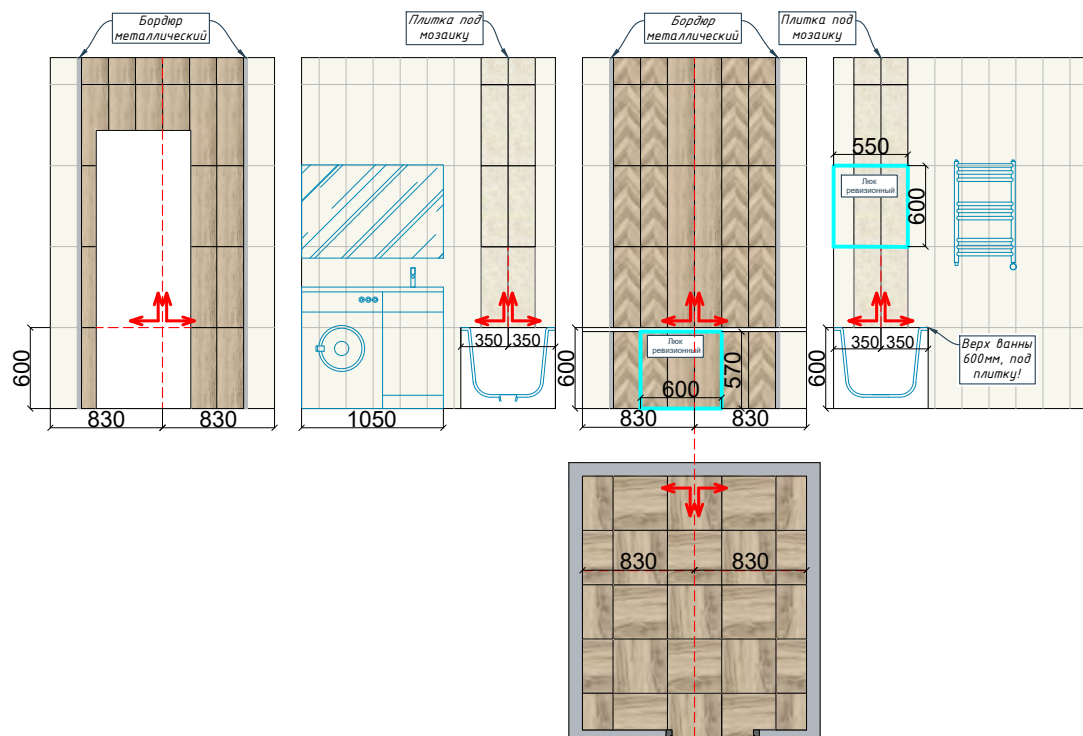 Бордюр
металлический
Плитка под
мозаику
Бордюр
металлический
Плитка под
мозаику
550
Люк
ревизионный
600
600
350
350
600
Люк
ревизионный
600
570
600
350
350
600
Верх ванны
600мм, под
плитку!
830
830
1050
830
830
830
830